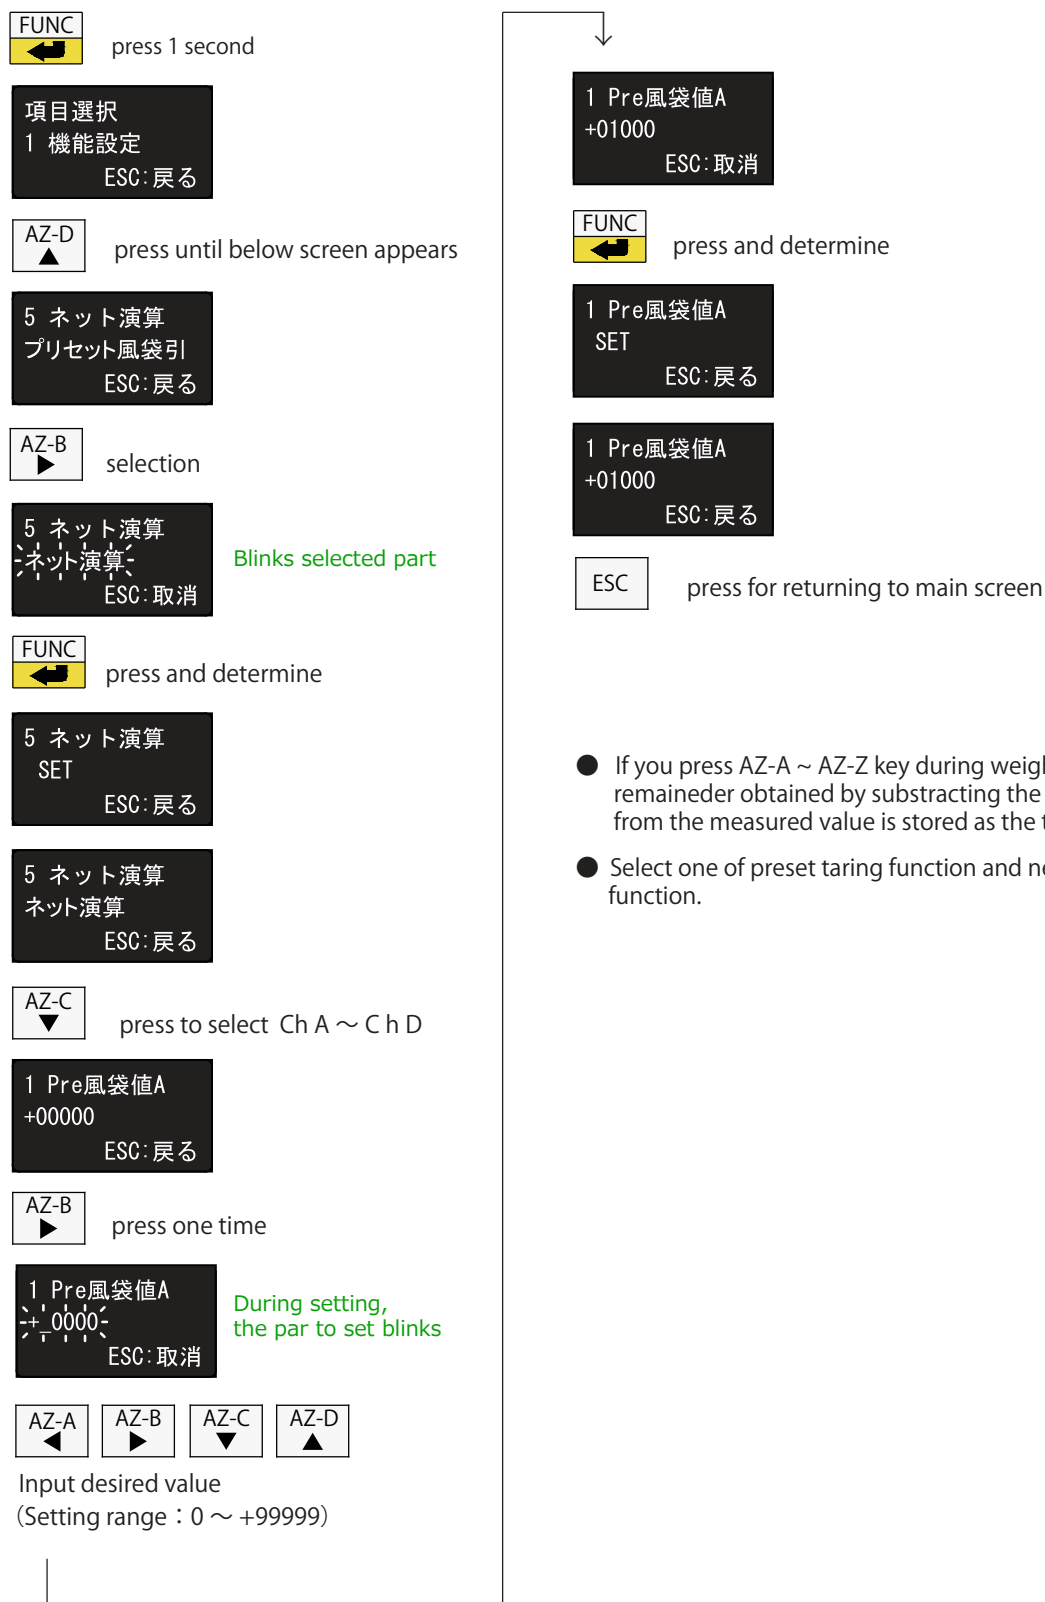 FUNC
press 1 second
項目選択
1 機能設定
ESC:戻る
AZ-D
press until below screen appears
5 ネット演算
プリセット風袋引
ESC:戻る
AZ-B
selection
5 ネット演算
ネット演算
ESC:取消
Blinks selected part
FUNC
press and determine
5 ネット演算
SET
ESC:戻る
5 ネット演算
ネット演算
ESC:戻る
AZ-C
press to select Ch A ～ C h D
1 Pre風袋値A
+00000
ESC:戻る
AZ-B
press one time
1 Pre風袋値A
+_0000
ESC:取消
During setting,
the par to set blinks
AZ-A AZ-B AZ-C AZ-D
Input desired value
（Setting range：0 ～ +99999）
1 Pre風袋値A
+01000
ESC:取消
FUNC
press and determine
1 Pre風袋値A
SET
ESC:戻る
1 Pre風袋値A
+01000
ESC:戻る
ESC
press for returning to main screen
● If you press AZ-A ~ AZ-Z key during weigh
remaineder obtained by substracting the
from the measured value is stored as the t
● Select one of preset taring function and ne
function.